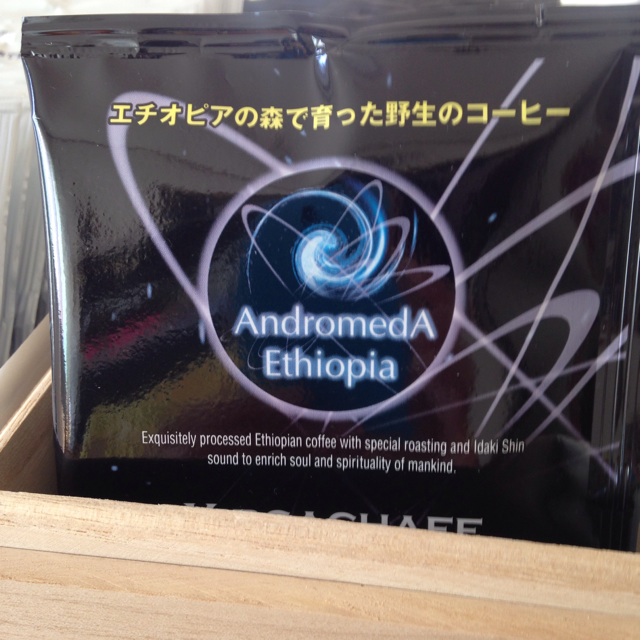 エチオピアの森で育った野生のコーヒー
AndromedA
Ethiopia
Exquisitely processed Ethiopian coffee with special roasting and Idaki Shin
sound to enrich soul and spirituality of mankind.